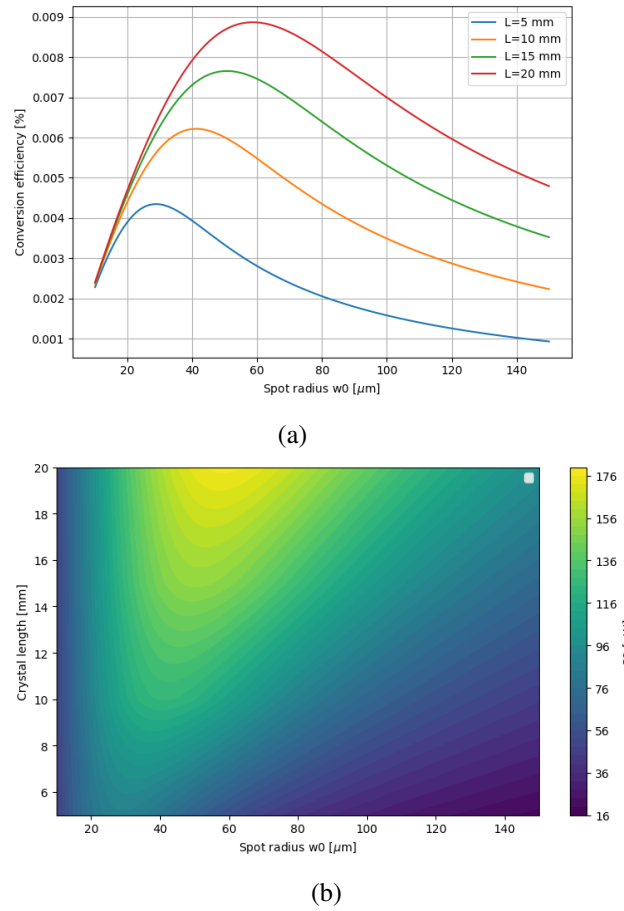 0.009
0.008
0.007
0.006
0.005
0.004
0.003
0.002
0.001
Conversion efficiency [%]
L=5 mm
L=10 mm
L=15 mm
L=20 mm
20 40 60 80 100 120 140
Spot radius w0 [μm]
(a)
20
18
16
14
12
10
8
6
Crystal length [mm]
20 40 60 80 100 120 140
Spot radius w0 [μm]
176
156
136
116
96
76
56
36
16
(b)